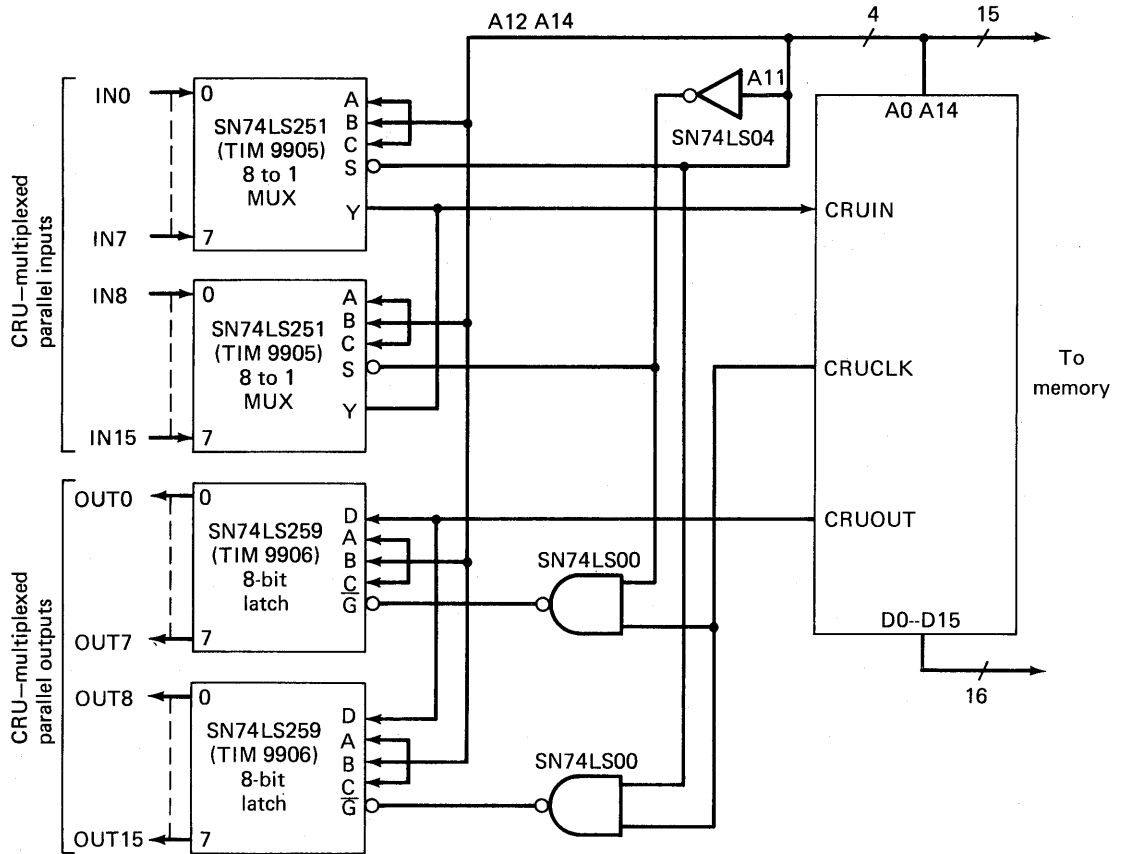 A12 A14
4
15
CRU–multiplexed
parallel inputs
IN0
IN7
0
7
SN74LS251
(TIM 9905)
8 to 1
MUX
A
B
C
S
Y
A11
SN74LS04
A0 A14
CRUIN
CRUCLK
CRUOUT
D0--D15
To
memory
16
IN8
IN15
0
7
SN74LS251
(TIM 9905)
8 to 1
MUX
A
B
C
S
Y
CRU–multiplexed
parallel outputs
OUT0
OUT7
0
7
SN74LS259
(TIM 9906)
8-bit
latch
D
A
B
C
G
SN74LS00
OUT8
OUT15
0
7
SN74LS259
(TIM 9906)
8-bit
latch
D
A
B
C
G
SN74LS00